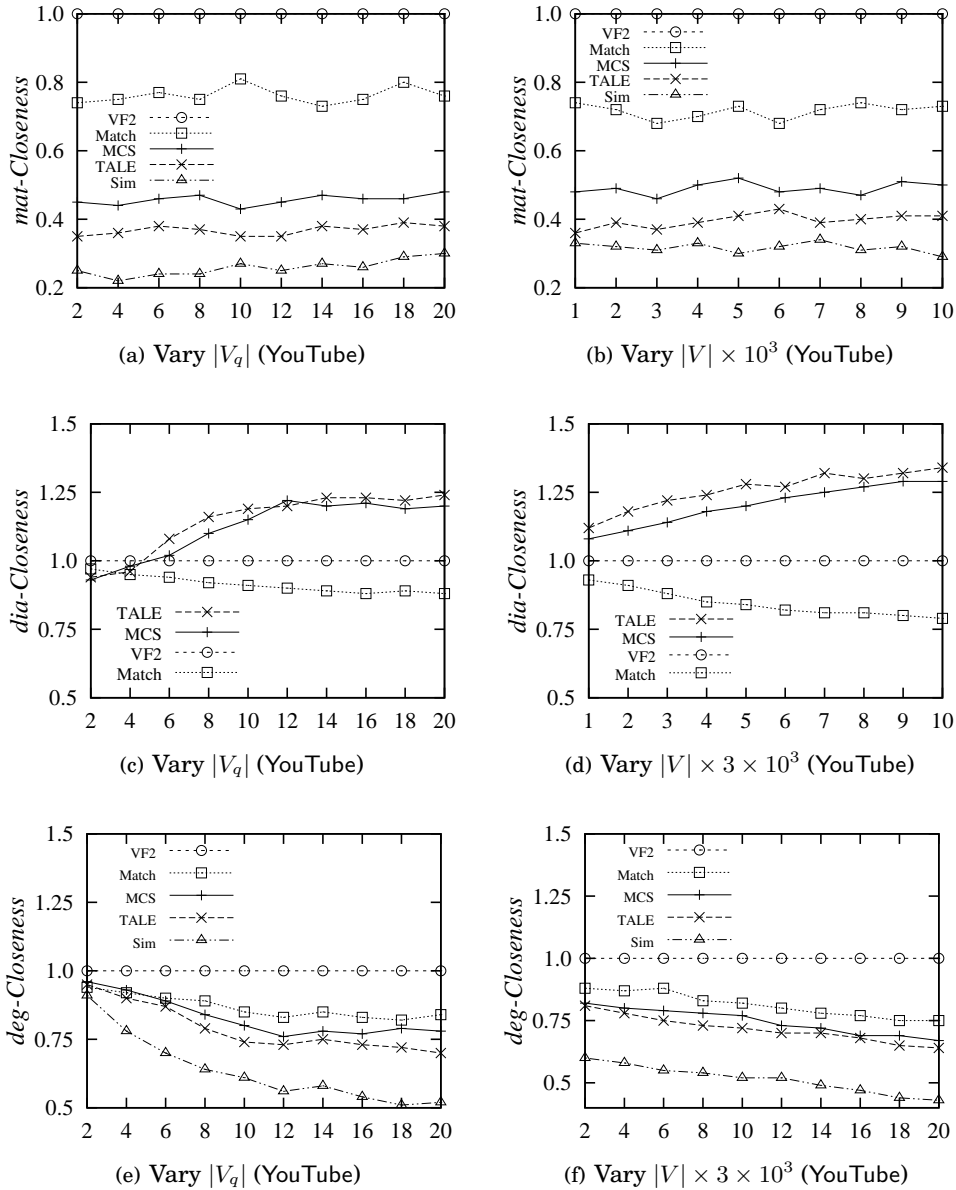 1.0
0.8
0.6
0.4
0.2
mat-Closeness
VF2
Match
MCS
TALE
Sim
2 4 6 8 10 12 14 16 18 20
(a) Vary |V_q| (YouTube)
1.0
0.8
0.6
0.4
0.2
mat-Closeness
VF2
Match
MCS
TALE
Sim
1 2 3 4 5 6 7 8 9 10
(b) Vary |V| × 10³ (YouTube)
1.5
1.25
1.0
0.75
0.5
dia-Closeness
TALE
MCS
VF2
Match
2 4 6 8 10 12 14 16 18 20
(c) Vary |V_q| (YouTube)
1.5
1.25
1.0
0.75
0.5
dia-Closeness
TALE
MCS
VF2
Match
1 2 3 4 5 6 7 8 9 10
(d) Vary |V| × 3 × 10³ (YouTube)
1.5
1.25
1.0
0.75
0.5
deg-Closeness
VF2
Match
MCS
TALE
Sim
2 4 6 8 10 12 14 16 18 20
(e) Vary |V_q| (YouTube)
1.5
1.25
1.0
0.75
0.5
deg-Closeness
VF2
Match
MCS
TALE
Sim
2 4 6 8 10 12 14 16 18 20
(f) Vary |V| × 3 × 10³ (YouTube)